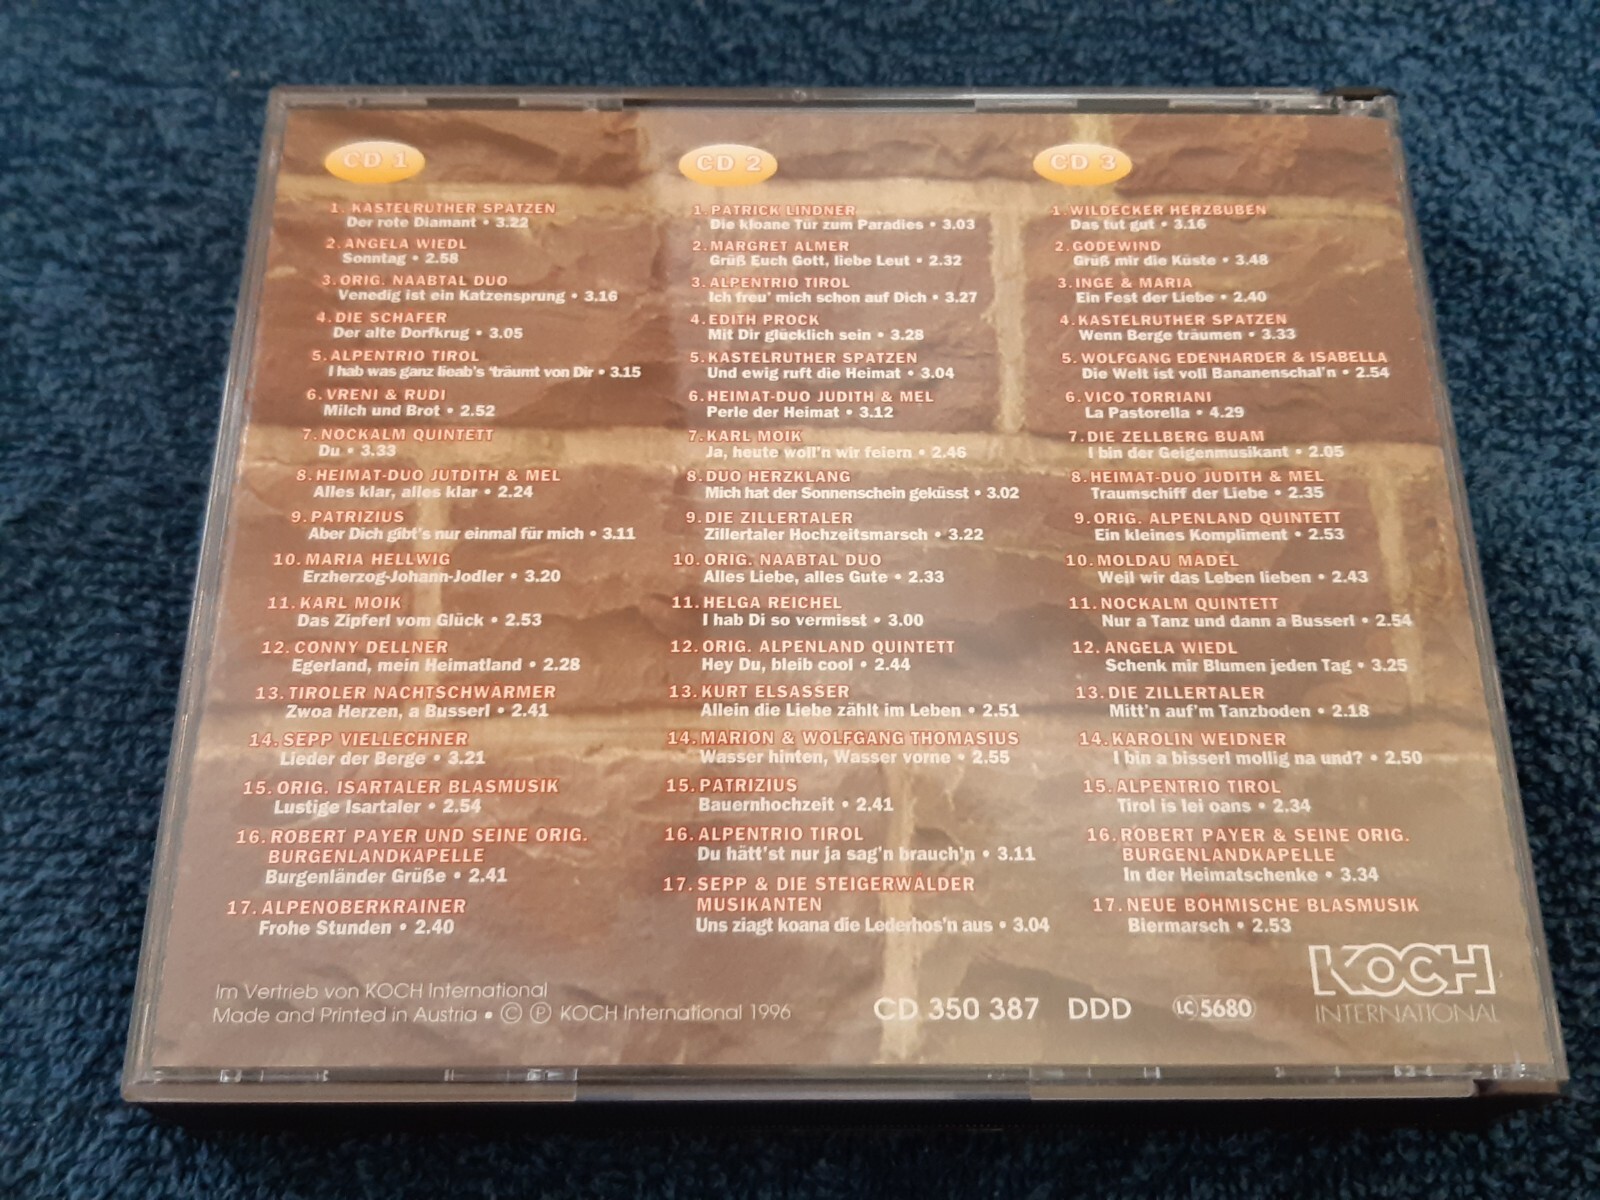 CD 1
1. KASTELRUTHER SPATZEN
Der rote Diamant • 3.22
2. ANGELA WIEDL
Sonntag • 2.58
3. ORIG. NAABTAL DUO
Venedig ist ein Katzensprung • 3.16
4. DIE SCHÄFER
Der alte Dorfkrug • 3.05
5. ALPENTRIO TIROL
I hab was ganz lieab's 'träumt von Dir • 3.15
6. VRENI & RUDI
Milch und Brot • 2.52
7. NOCKALM QUINTETT
Du • 3.33
8. HEIMAT-DUO JUTDITH & MEL
Alles klar, alles klar • 2.24
9. PATRIZIUS
Aber Dich gibt's nur einmal für mich • 3.11
10. MARIA HELLWIG
Erzherzog-Johann-Jodler • 3.20
11. KARL MOIK
Das Zipferl vom Glück • 2.53
12. CONNY DELLNER
Egerland, mein Heimatland • 2.28
13. TIROLER NACHTSCHWÄRMER
Zwoa Herzen, a Busserl • 2.41
14. SEPP VIELLECHNER
Lieder der Berge • 3.21
15. ORIG. ISARTALER BLASMUSIK
Lustige Isartaler • 2.54
16. ROBERT PAYER UND SEINE ORIG.
BURGENLANDKAPELLE
Burgenländer Grüße • 2.41
17. ALPENOBERKRAINER
Frohe Stunden • 2.40
CD 2
1. PATRICK LINDNER
Die kloane Tür zum Paradies • 3.03
2. MARGRET ALMER
Grüß Euch Gott, liebe Leut • 2.32
3. ALPENTRIO TIROL
Ich freu' mich schon auf Dich • 3.27
4. EDITH PROCK
Mit Dir glücklich sein • 3.28
5. KASTELRUTHER SPATZEN
Und ewig ruft die Heimat • 3.04
6. HEIMAT-DUO JUDITH & MEL
Perle der Heimat • 3.12
7. KARL MOIK
Ja, heute woll'n wir feiern • 2.46
8. DUO HERZKLANG
Mich hat der Sonnenschein geküsst • 3.02
9. DIE ZILLERTALER
Zillertaler Hochzeitsmarsch • 3.22
10. ORIG. NAABTAL DUO
Alles Liebe, alles Gute • 2.33
11. HELGA REICHEL
I hab Di so vermisst • 3.00
12. ORIG. ALPENLAND QUINTETT
Hey Du, bleib cool • 2.44
13. KURT ELSASSER
Allein die Liebe zählt im Leben • 2.51
14. MARION & WOLFGANG THOMASIUS
Wasser hinten, Wasser vorne • 2.55
15. PATRIZIUS
Bauernhochzeit • 2.41
16. ALPENTRIO TIROL
Du hätt'st nur ja sag'n brauch'n • 3.11
17. SEPP & DIE STEIGERWÄLDER
MUSIKANTEN
Uns ziagt koana die Lederhos'n aus • 3.04
CD 3
1. WILDECKER HERZBUBEN
Das tut gut • 3.16
2. GODEWIND
Grüß mir die Küste • 3.48
3. INGE & MARIA
Ein Fest der Liebe • 2.40
4. KASTELRUTHER SPATZEN
Wenn Berge träumen • 3.33
5. WOLFGANG EDENHARDER & ISABELLA
Die Welt ist voll Bananenschal'n • 2.54
6. VICO TORRIANI
La Pastorella • 4.29
7. DIE ZELLBERG BUAM
I bin der Geigenmusikant • 2.05
8. HEIMAT-DUO JUDITH & MEL
Traumschiff der Liebe • 2.35
9. ORIG. ALPENLAND QUINTETT
Ein kleines Kompliment • 2.53
10. MOLDAU MÄDEL
Weil wir das Leben lieben • 2.43
11. NOCKALM QUINTETT
Nur a Tanz und dann a Busserl • 2.54
12. ANGELA WIEDL
Schenk mir Blumen jeden Tag • 3.25
13. DIE ZILLERTALER
Mitt'n auf'm Tanzboden • 2.18
14. KAROLIN WEIDNER
I bin a bisserl mollig na und? • 2.50
15. ALPENTRIO TIROL
Tirol is lei oans • 2.34
16. ROBERT PAYER & SEINE ORIG.
BURGENLANDKAPELLE
In der Heimatschenke • 3.34
17. NEUE BÖHMISCHE BLASMUSIK
Biermarsch • 2.53
Im Vertrieb von KOCH International
Made and Printed in Austria • © ℗ KOCH International 1996
CD 350 387 DDD LC 5680
KOCH
INTERNATIONAL